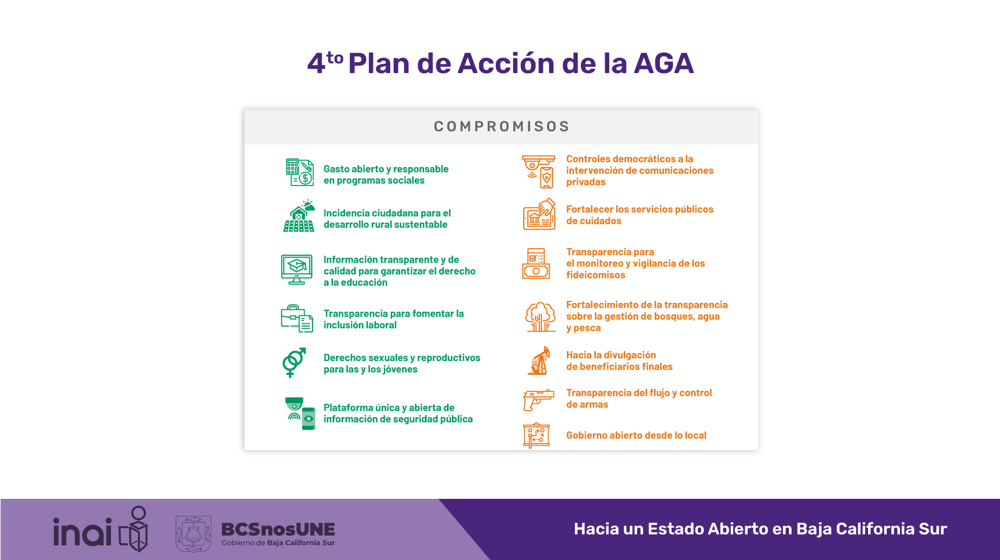 4to Plan de Acción de la AGA
COMPROMISOS
Gasto abierto y responsable
en programas sociales
Incidencia ciudadana para el
desarrollo rural sustentable
Información transparente y de
calidad para garantizar el derecho
a la educación
Transparencia para fomentar la
inclusión laboral
Derechos sexuales y reproductivos
para las y los jóvenes
Plataforma única y abierta de
información de seguridad pública
Controles democráticos a la
intervención de comunicaciones
privadas
Fortalecer los servicios públicos
de cuidados
Transparencia para
el monitoreo y vigilancia de los
fideicomisos
Fortalecimiento de la transparencia
sobre la gestión de bosques, agua
y pesca
Hacia la divulgación
de beneficiarios finales
Transparencia del flujo y control
de armas
Gobierno abierto desde lo local
inai
BCSnosUNE
Gobierno de Baja California Sur
Hacia un Estado Abierto en Baja California Sur